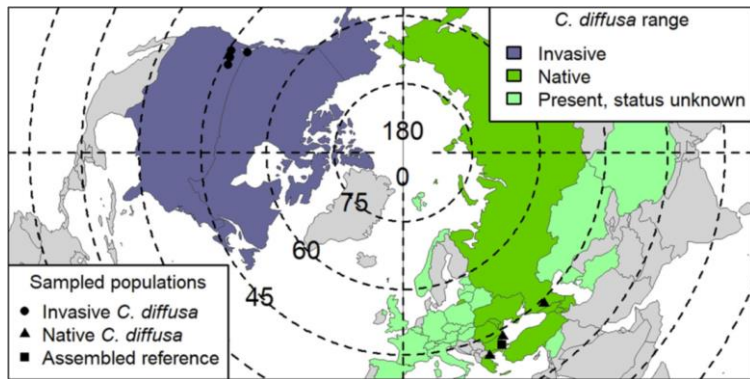 C. diffusa range
Invasive
Native
Present, status unknown
180
0
75
60
45
Sampled populations
Invasive C. diffusa
Native C. diffusa
Assembled reference